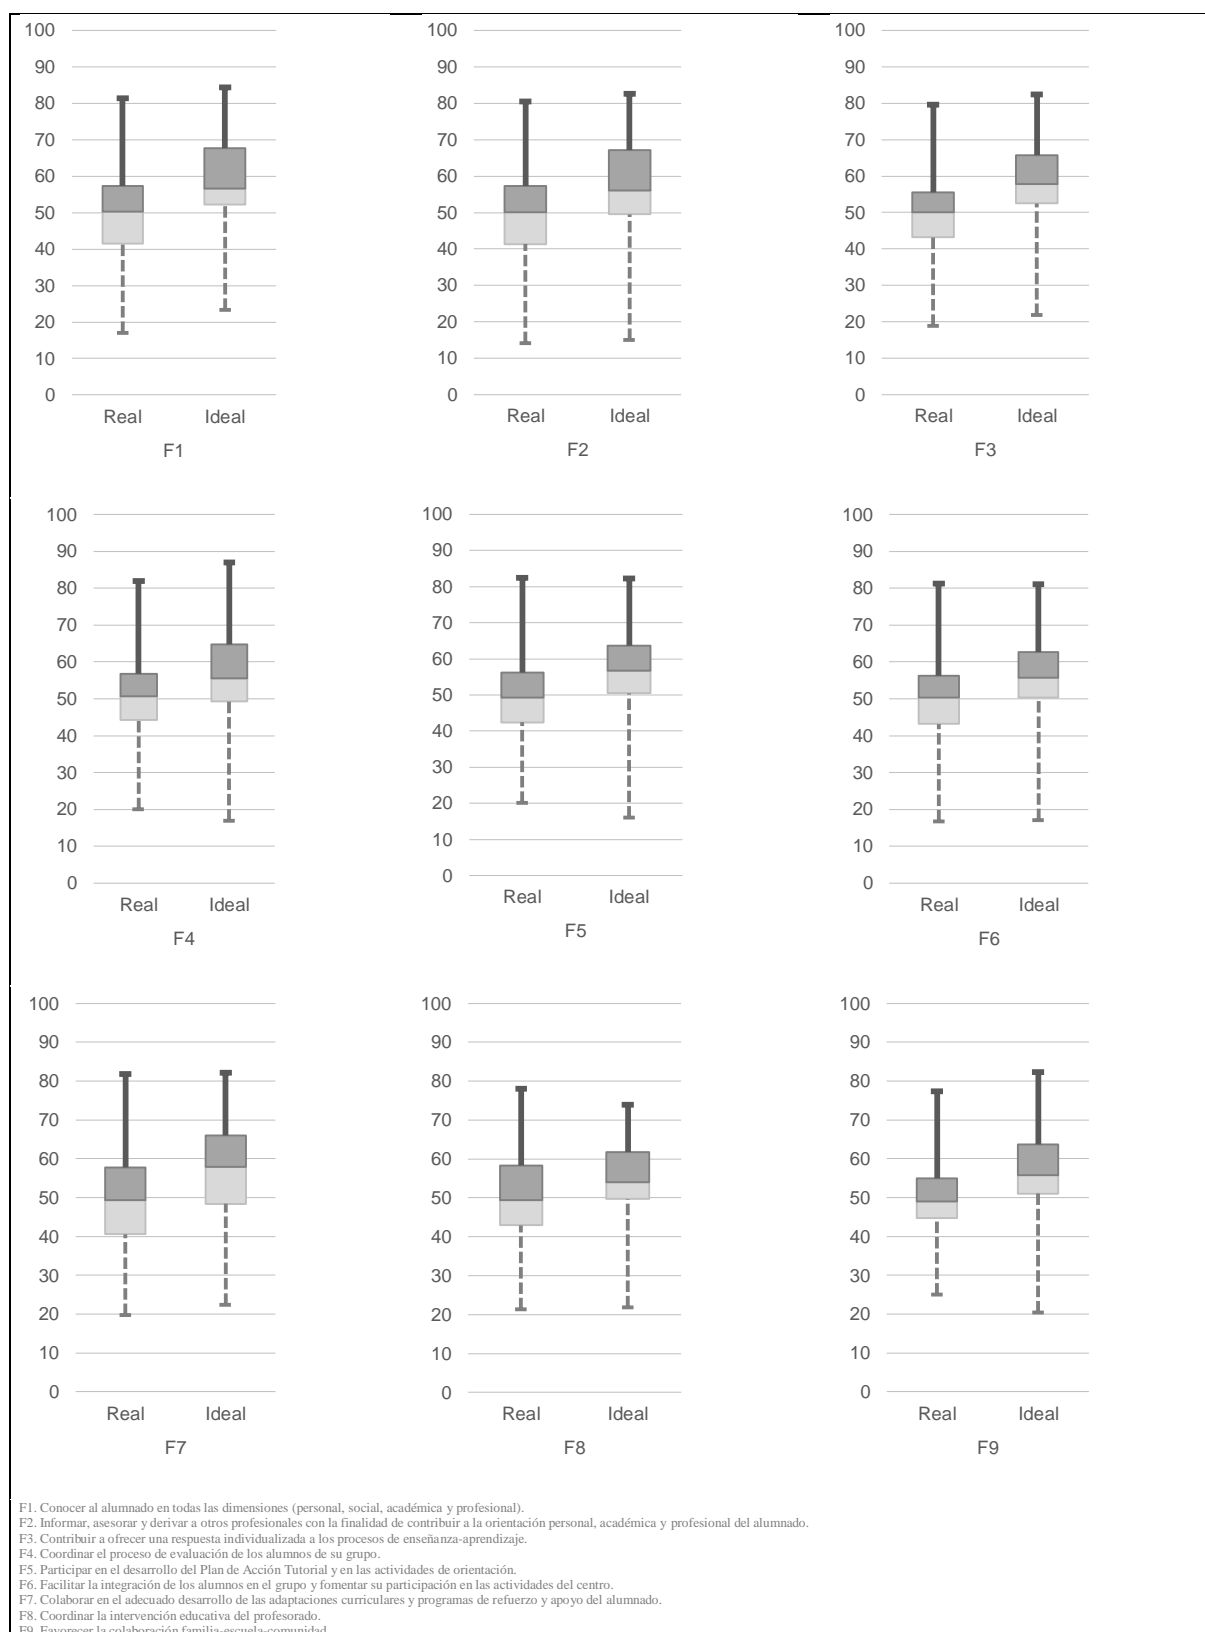 100 100 100
90 90 90
80 80 80
70 70 70
60 60 60
50 50 50
40 40 40
30 30 30
20 20 20
10 10 10
0 0 0
Real Ideal Real Ideal Real Ideal
F1 F2 F3
100 100 100
90 90 90
80 80 80
70 70 70
60 60 60
50 50 50
40 40 40
30 30 30
20 20 20
10 10 10
0 0 0
Real Ideal Real Ideal Real Ideal
F4 F5 F6
100 100 100
90 90 90
80 80 80
70 70 70
60 60 60
50 50 50
40 40 40
30 30 30
20 20 20
10 10 10
0 0 0
Real Ideal Real Ideal Real Ideal
F7 F8 F9
F1. Conocer al alumnado en todas las dimensiones (personal, social, académica y profesional).
F2. Informar, asesorar y derivar a otros profesionales con la finalidad de contribuir a la orientación personal, académica y profesional del alumnado.
F3. Contribuir a ofrecer una respuesta individualizada a los procesos de enseñanza-aprendizaje.
F4. Coordinar el proceso de evaluación de los alumnos de su grupo.
F5. Participar en el desarrollo del Plan de Acción Tutorial y en las actividades de orientación.
F6. Facilitar la integración de los alumnos en el grupo y fomentar su participación en las actividades del centro.
F7. Colaborar en el adecuado desarrollo de las adaptaciones curriculares y programas de refuerzo y apoyo del alumnado.
F8. Coordinar la intervención educativa del profesorado.
F9. Favorecer la colaboración familia-escuela-comunidad.